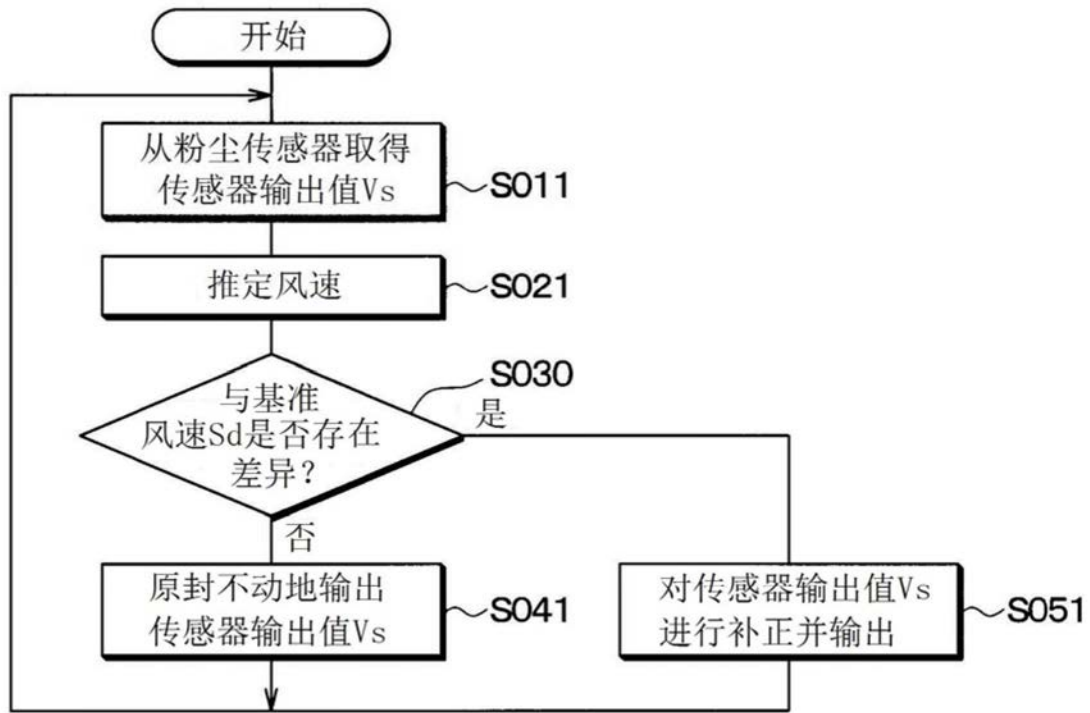 开始
从粉尘传感器取得
传感器输出值Vs
S011
推定风速
S021
S030
与基准
风速Sd是否存在
差异？
是
否
原封不动地输出
传感器输出值Vs
S041
对传感器输出值Vs
进行补正并输出
S051